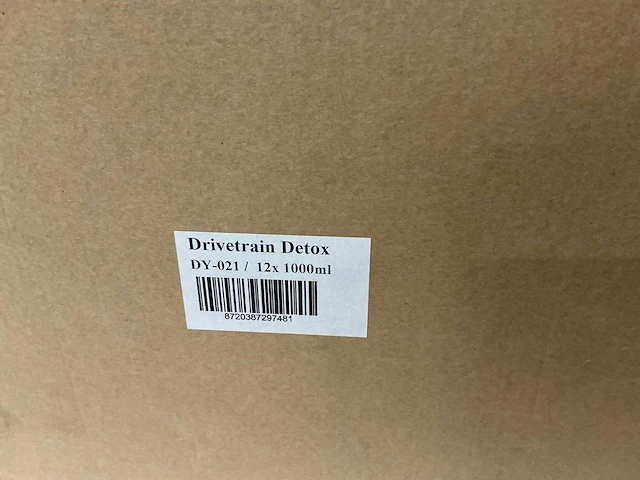 Drivetrain Detox
DY-021 / 12x 1000ml
8720387297481